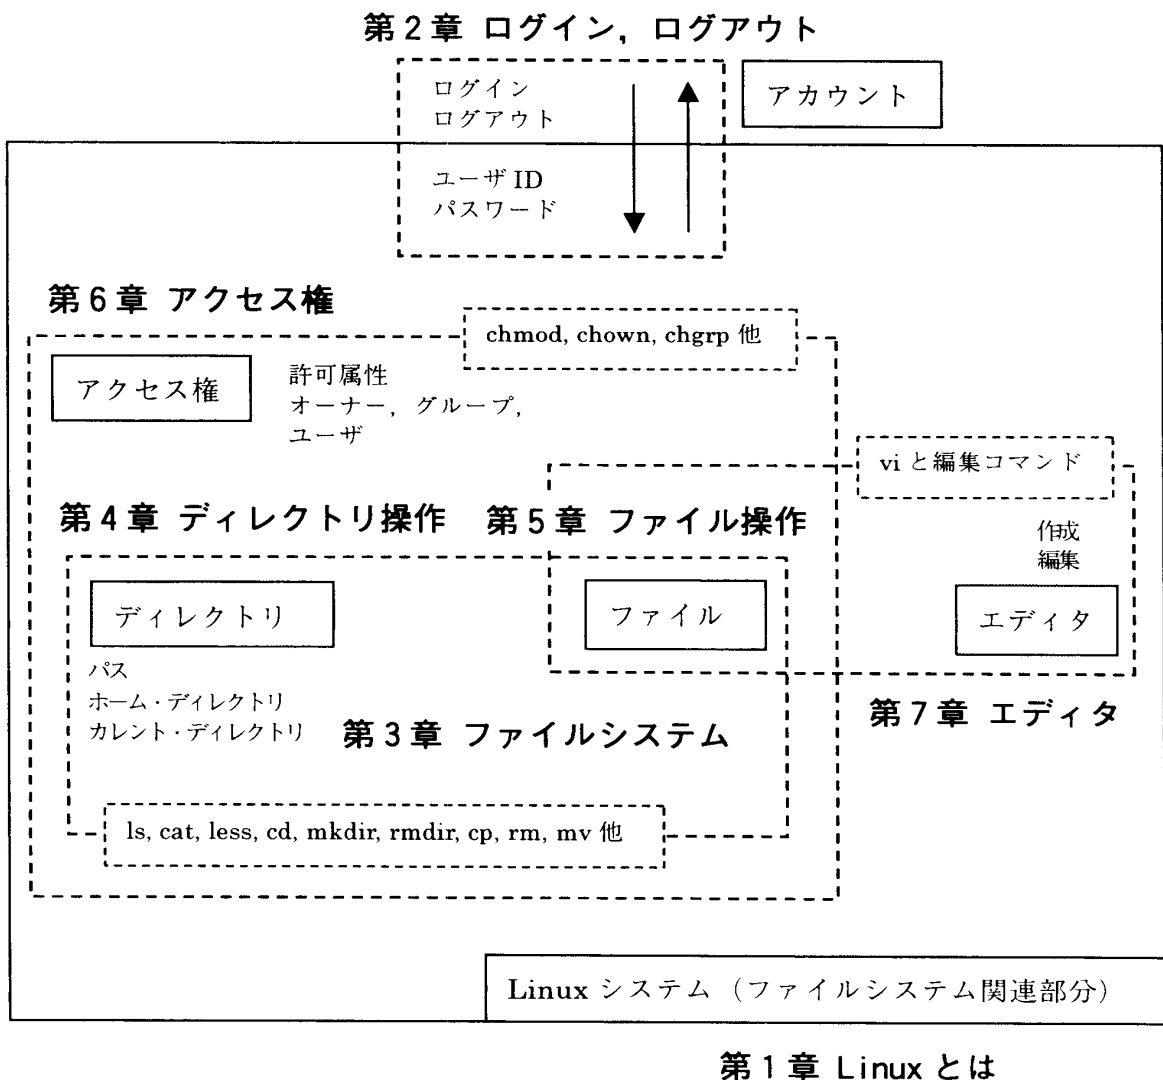 第2章 ログイン，ログアウト
ログイン
ログアウト
アカウント
ユーザ ID
パスワード
第6章 アクセス権
chmod, chown, chgrp 他
アクセス権
許可属性
オーナー，グループ，
ユーザ
vi と編集コマンド
第4章 ディレクトリ操作
第5章 ファイル操作
作成
編集
ディレクトリ
ファイル
エディタ
パス
ホーム・ディレクトリ
カレント・ディレクトリ
第3章 ファイルシステム
第7章 エディタ
ls, cat, less, cd, mkdir, rmdir, cp, rm, mv 他
Linux システム（ファイルシステム関連部分）
第1章 Linux とは